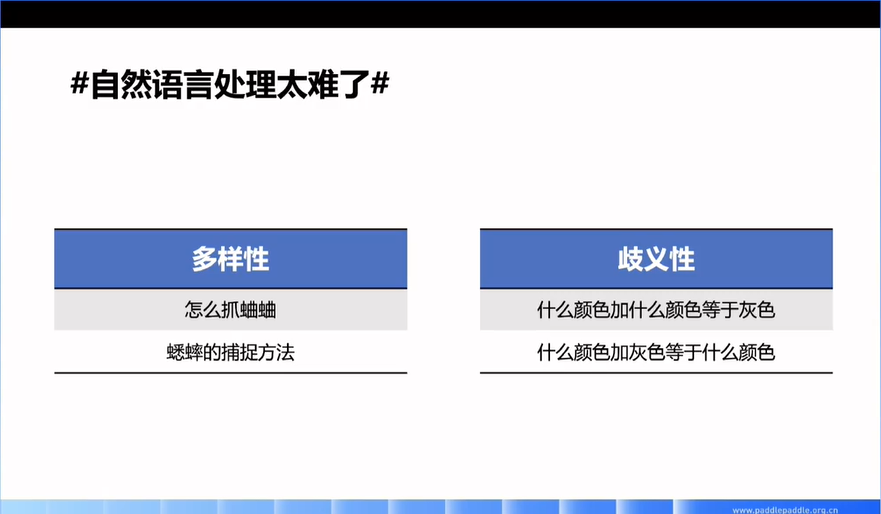 #自然语言处理太难了#
多样性
怎么抓蛐蛐
蟋蟀的捕捉方法
歧义性
什么颜色加什么颜色等于灰色
什么颜色加灰色等于什么颜色
www.paddlepaddle.org.cn